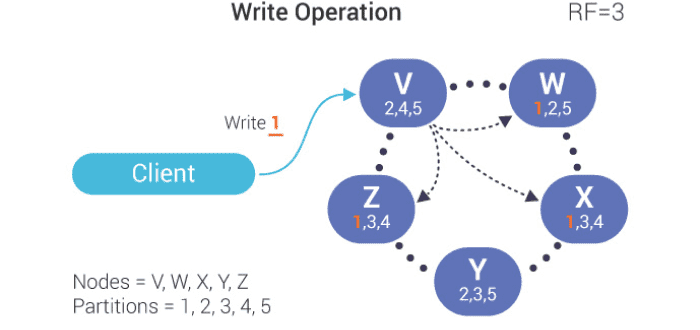 Write Operation
RF=3
V
2,4,5
W
1,2,5
Write 1
Client
Z
1,3,4
X
1,3,4
Y
2,3,5
Nodes = V, W, X, Y, Z
Partitions = 1, 2, 3, 4, 5